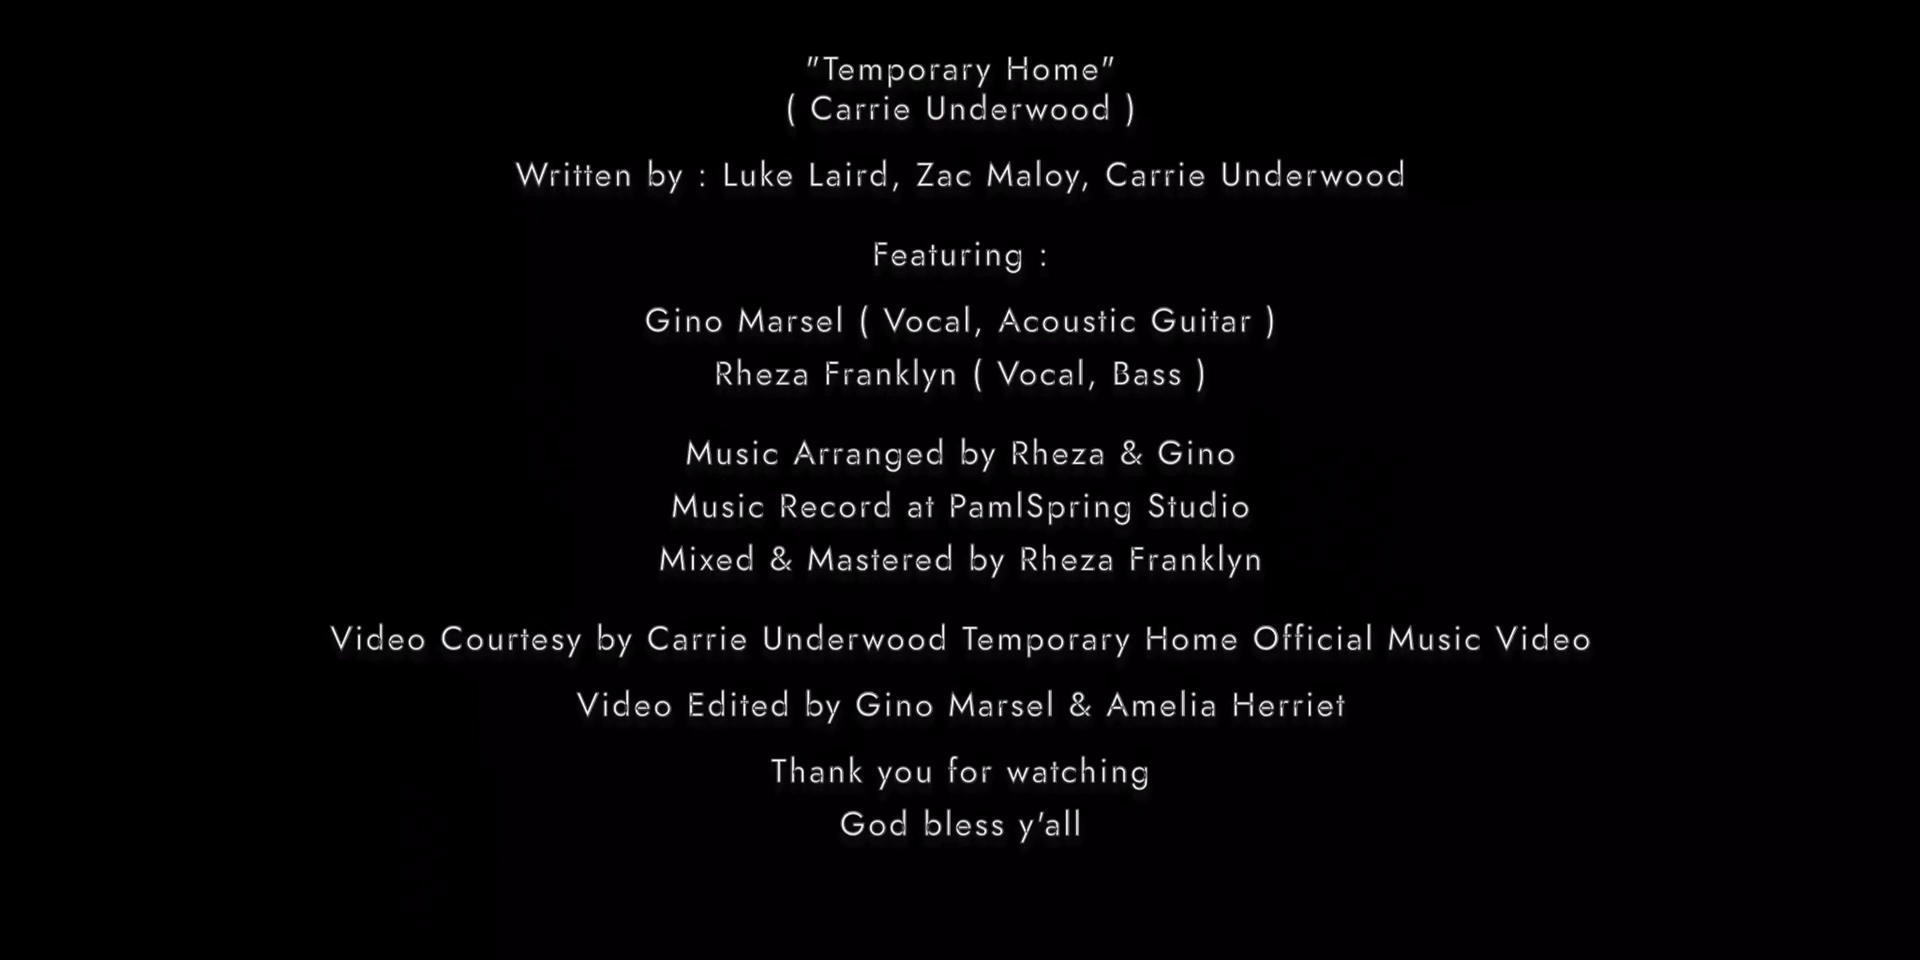 "Temporary Home"
( Carrie Underwood )
Written by : Luke Laird, Zac Maloy, Carrie Underwood
Featuring :
Gino Marsel ( Vocal, Acoustic Guitar )
Rheza Franklyn ( Vocal, Bass )
Music Arranged by Rheza & Gino
Music Record at PamlSpring Studio
Mixed & Mastered by Rheza Franklyn
Video Courtesy by Carrie Underwood Temporary Home Official Music Video
Video Edited by Gino Marsel & Amelia Herriet
Thank you for watching
God bless y'all